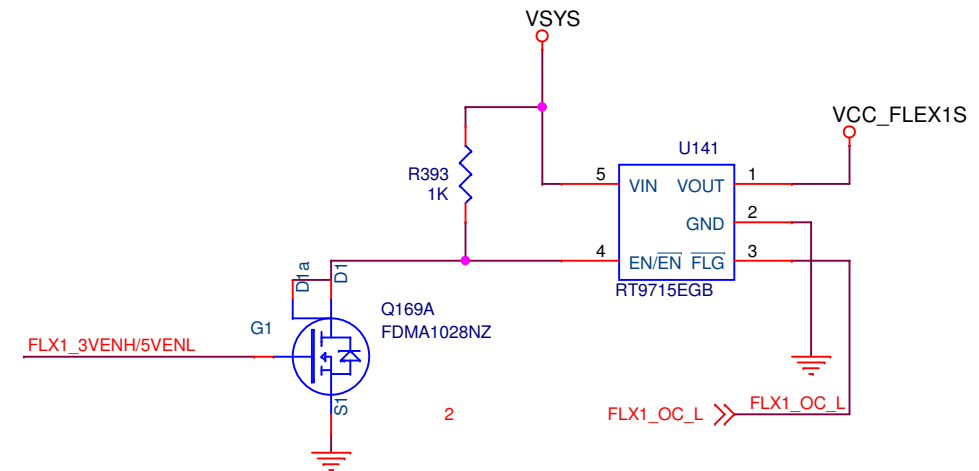 VSYS
VCC_FLEX1S
U141
R393
1K
5
VIN
VOUT
1
GND
2
4
EN/EN
FLG
3
RT9715EGB
D1a
D1
Q169A
FDMA1028NZ
G1
FLX1_3VENH/5VENL
S1
2
FLX1_OC_L
FLX1_OC_L